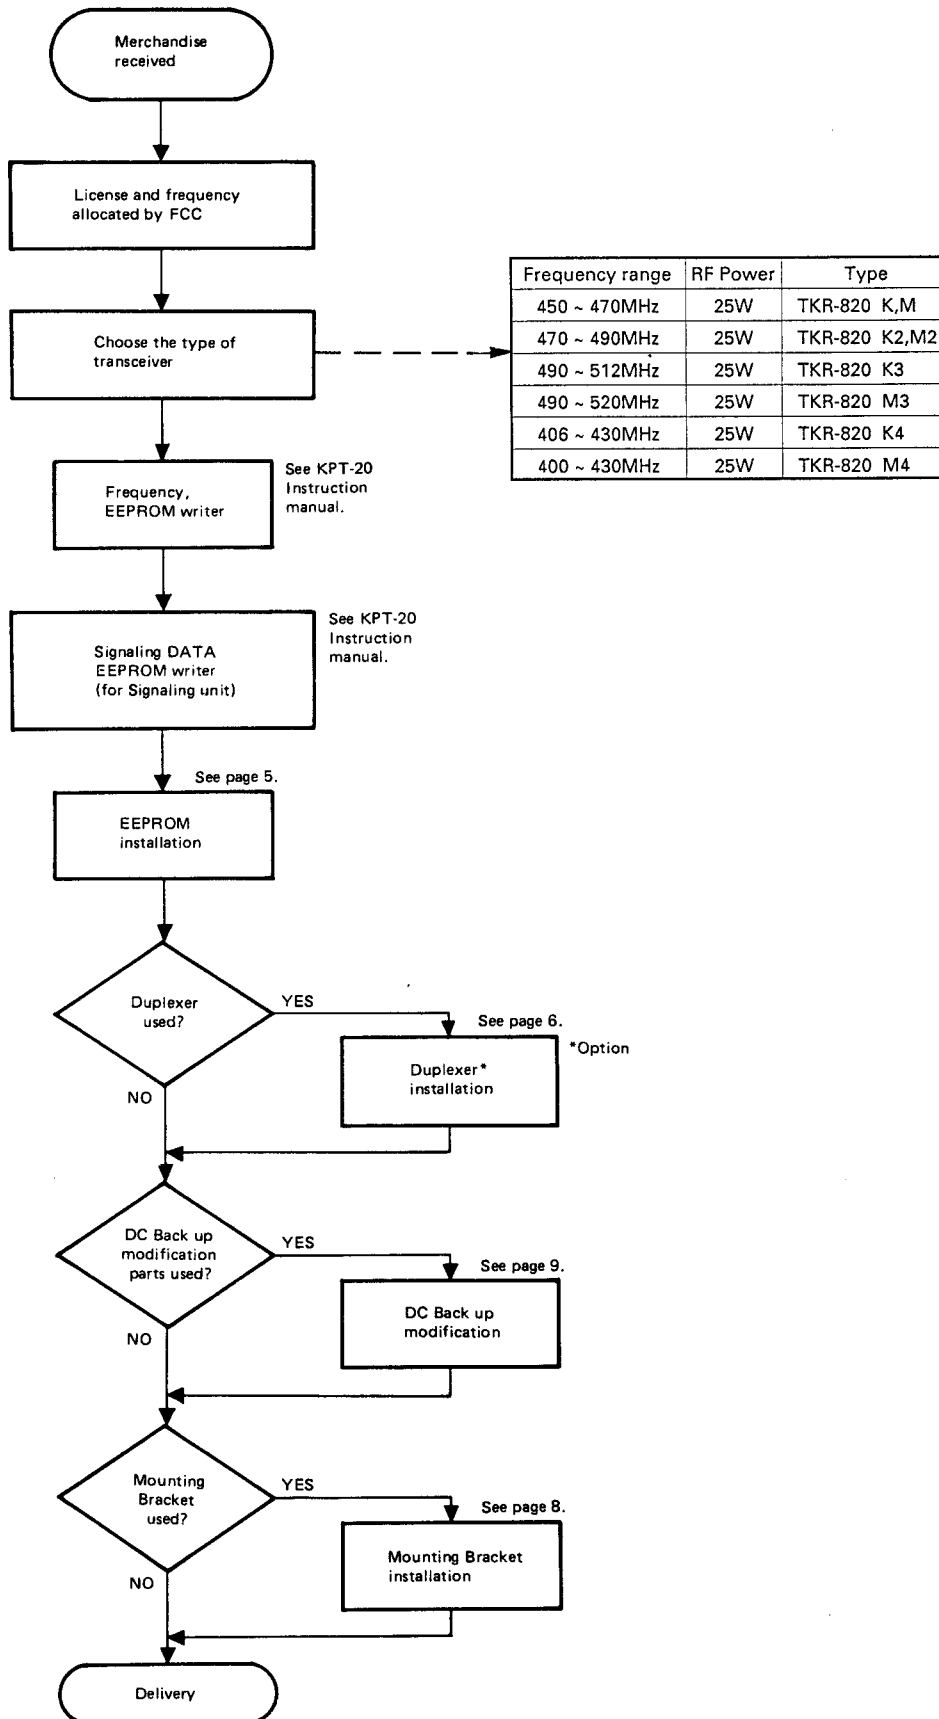 Merchandise
received
License and frequency
allocated by FCC
Choose the type of
transceiver
Frequency range RF Power Type
450 ~ 470MHz 25W TKR-820 K,M
470 ~ 490MHz 25W TKR-820 K2,M2
490 ~ 512MHz 25W TKR-820 K3
490 ~ 520MHz 25W TKR-820 M3
406 ~ 430MHz 25W TKR-820 K4
400 ~ 430MHz 25W TKR-820 M4
Frequency,
EEPROM writer
See KPT-20
Instruction
manual.
Signaling DATA
EEPROM writer
(for Signaling unit)
See KPT-20
Instruction
manual.
See page 5.
EEPROM
installation
Duplexer
used?
YES
NO
See page 6.
Duplexer*
installation
*Option
DC Back up
modification
parts used?
YES
NO
See page 9.
DC Back up
modification
Mounting
Bracket
used?
YES
NO
See page 8.
Mounting Bracket
installation
Delivery